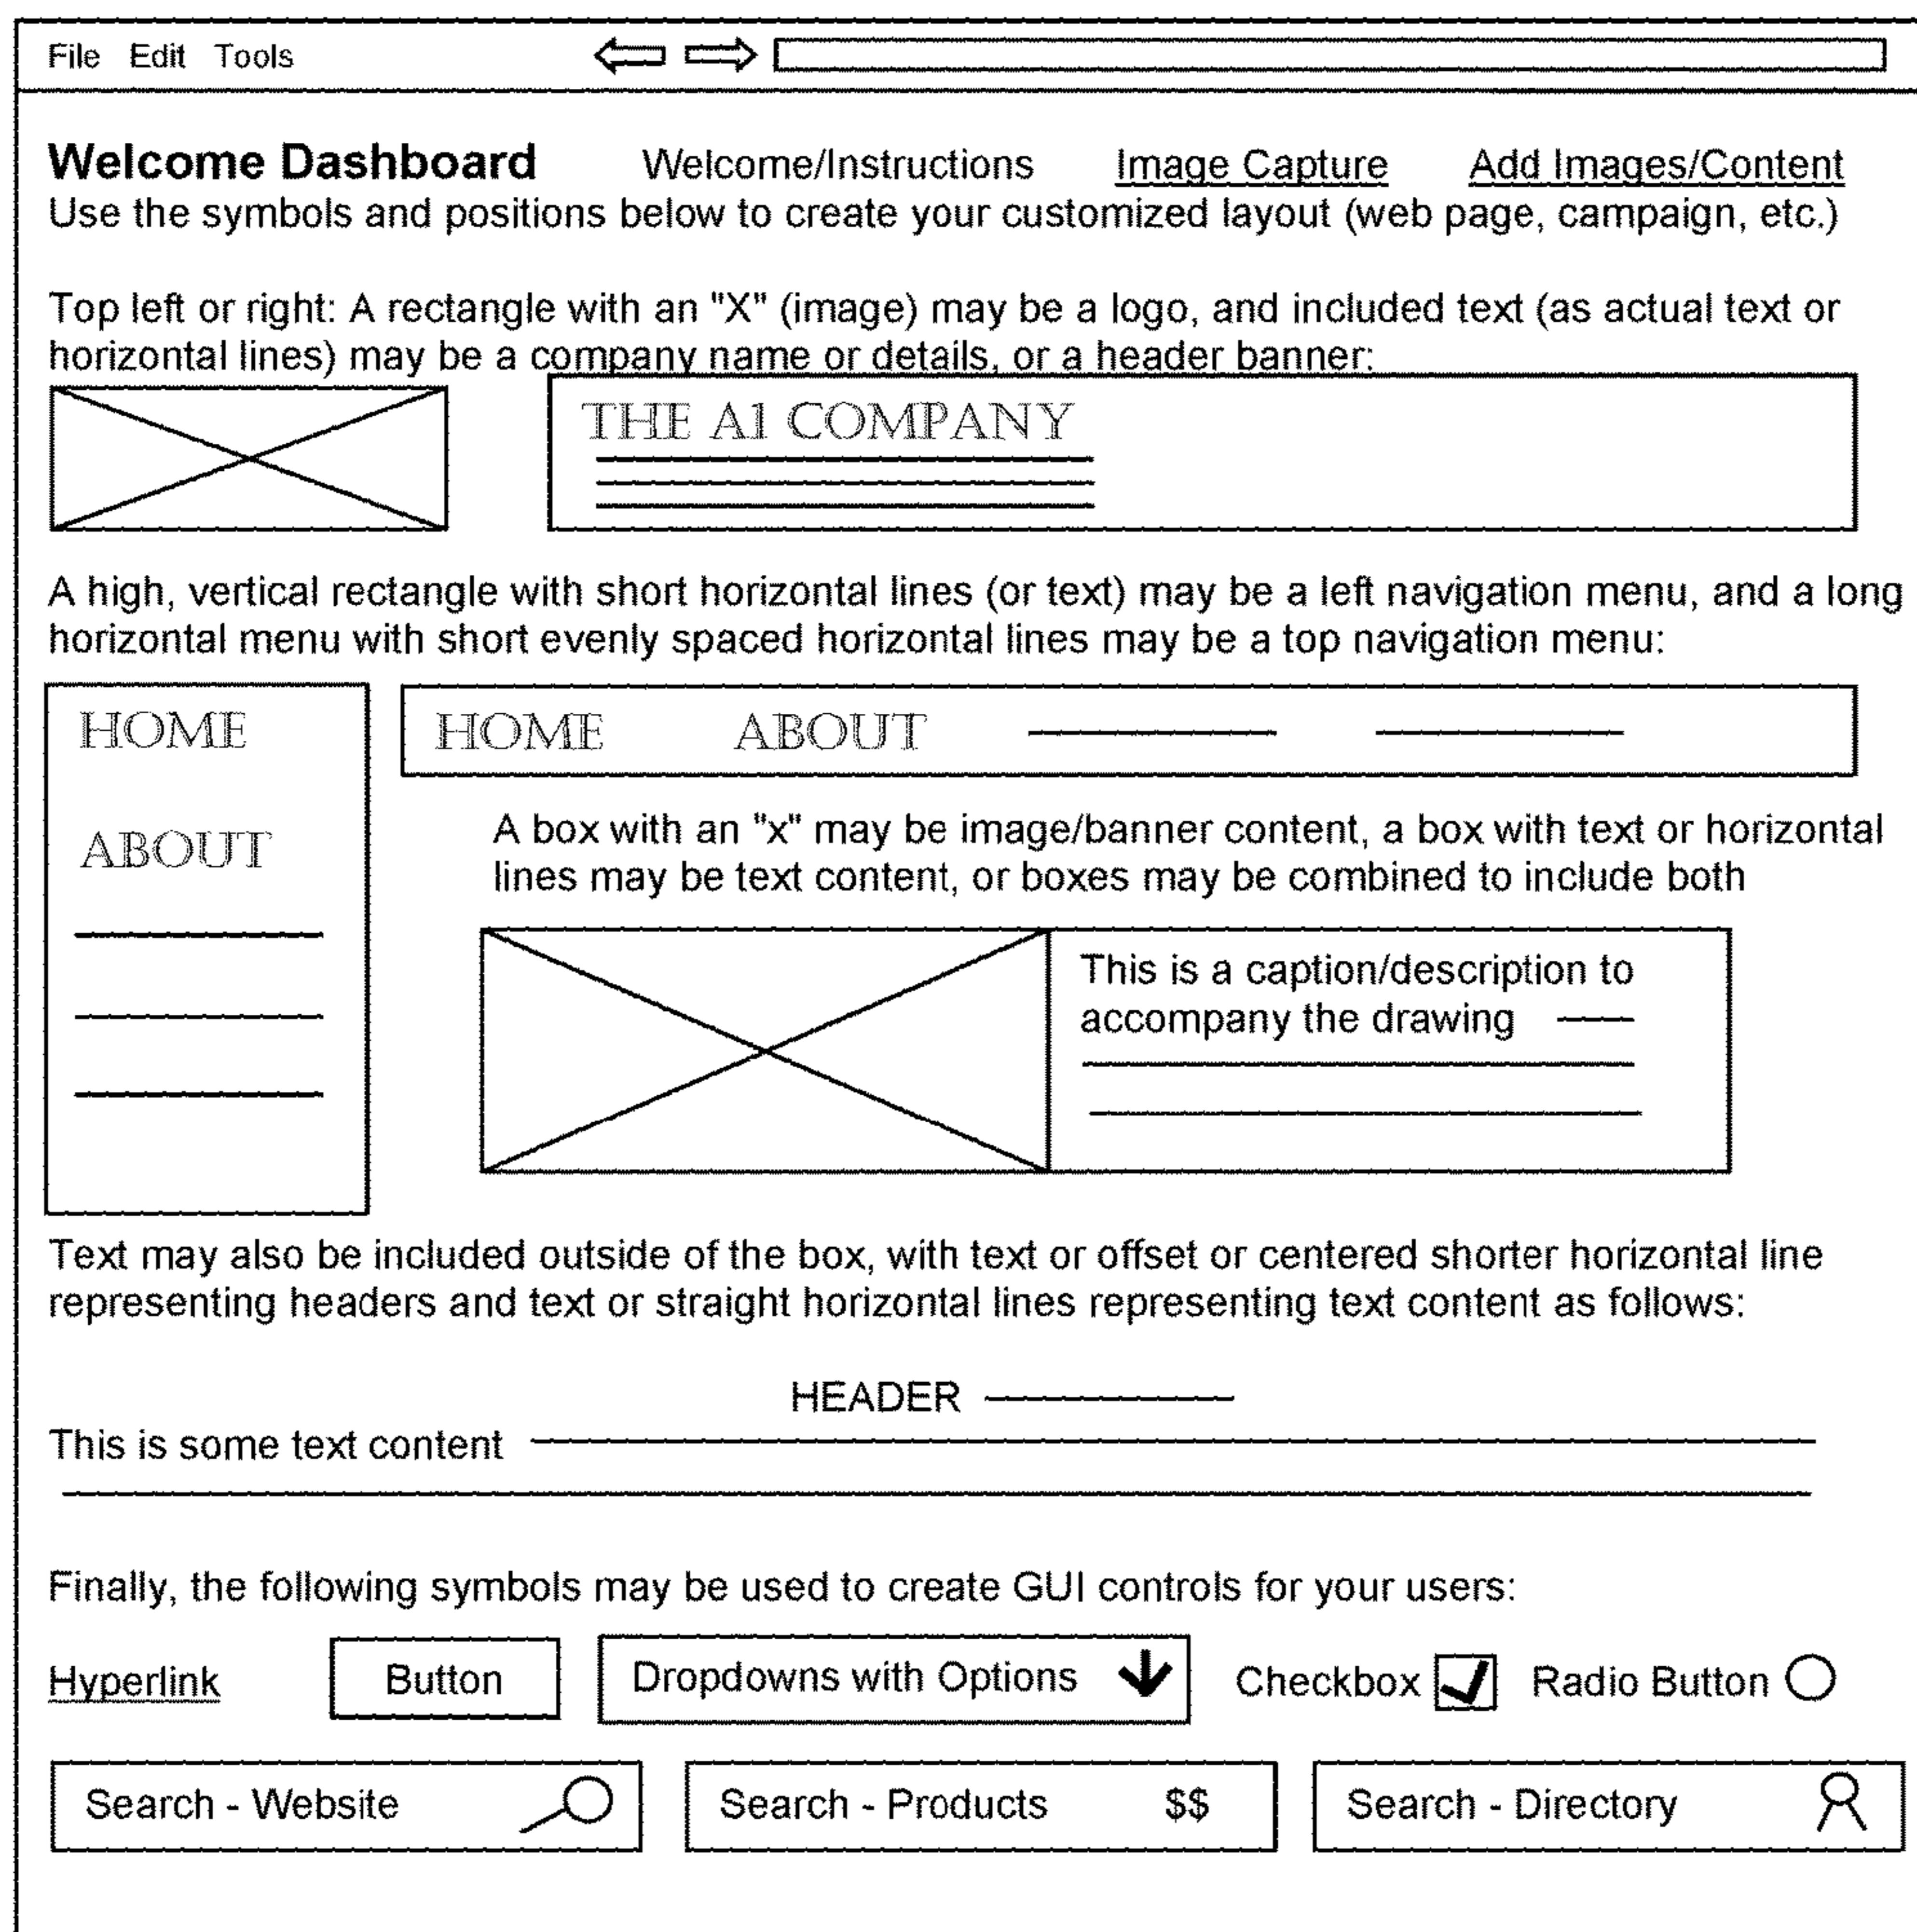 File Edit Tools
Welcome Dashboard Welcome/Instructions Image Capture Add Images/Content
Use the symbols and positions below to create your customized layout (web page, campaign, etc.)
Top left or right: A rectangle with an "X" (image) may be a logo, and included text (as actual text or
horizontal lines) may be a company name or details, or a header banner:
THE A1 COMPANY
A high, vertical rectangle with short horizontal lines (or text) may be a left navigation menu, and a long
horizontal menu with short evenly spaced horizontal lines may be a top navigation menu:
HOME
ABOUT
HOME ABOUT
A box with an "x" may be image/banner content, a box with text or horizontal
lines may be text content, or boxes may be combined to include both
This is a caption/description to
accompany the drawing
Text may also be included outside of the box, with text or offset or centered shorter horizontal line
representing headers and text or straight horizontal lines representing text content as follows:
HEADER
This is some text content
Finally, the following symbols may be used to create GUI controls for your users:
Hyperlink Button Dropdowns with Options Checkbox Radio Button
Search - Website Search - Products $$ Search - Directory